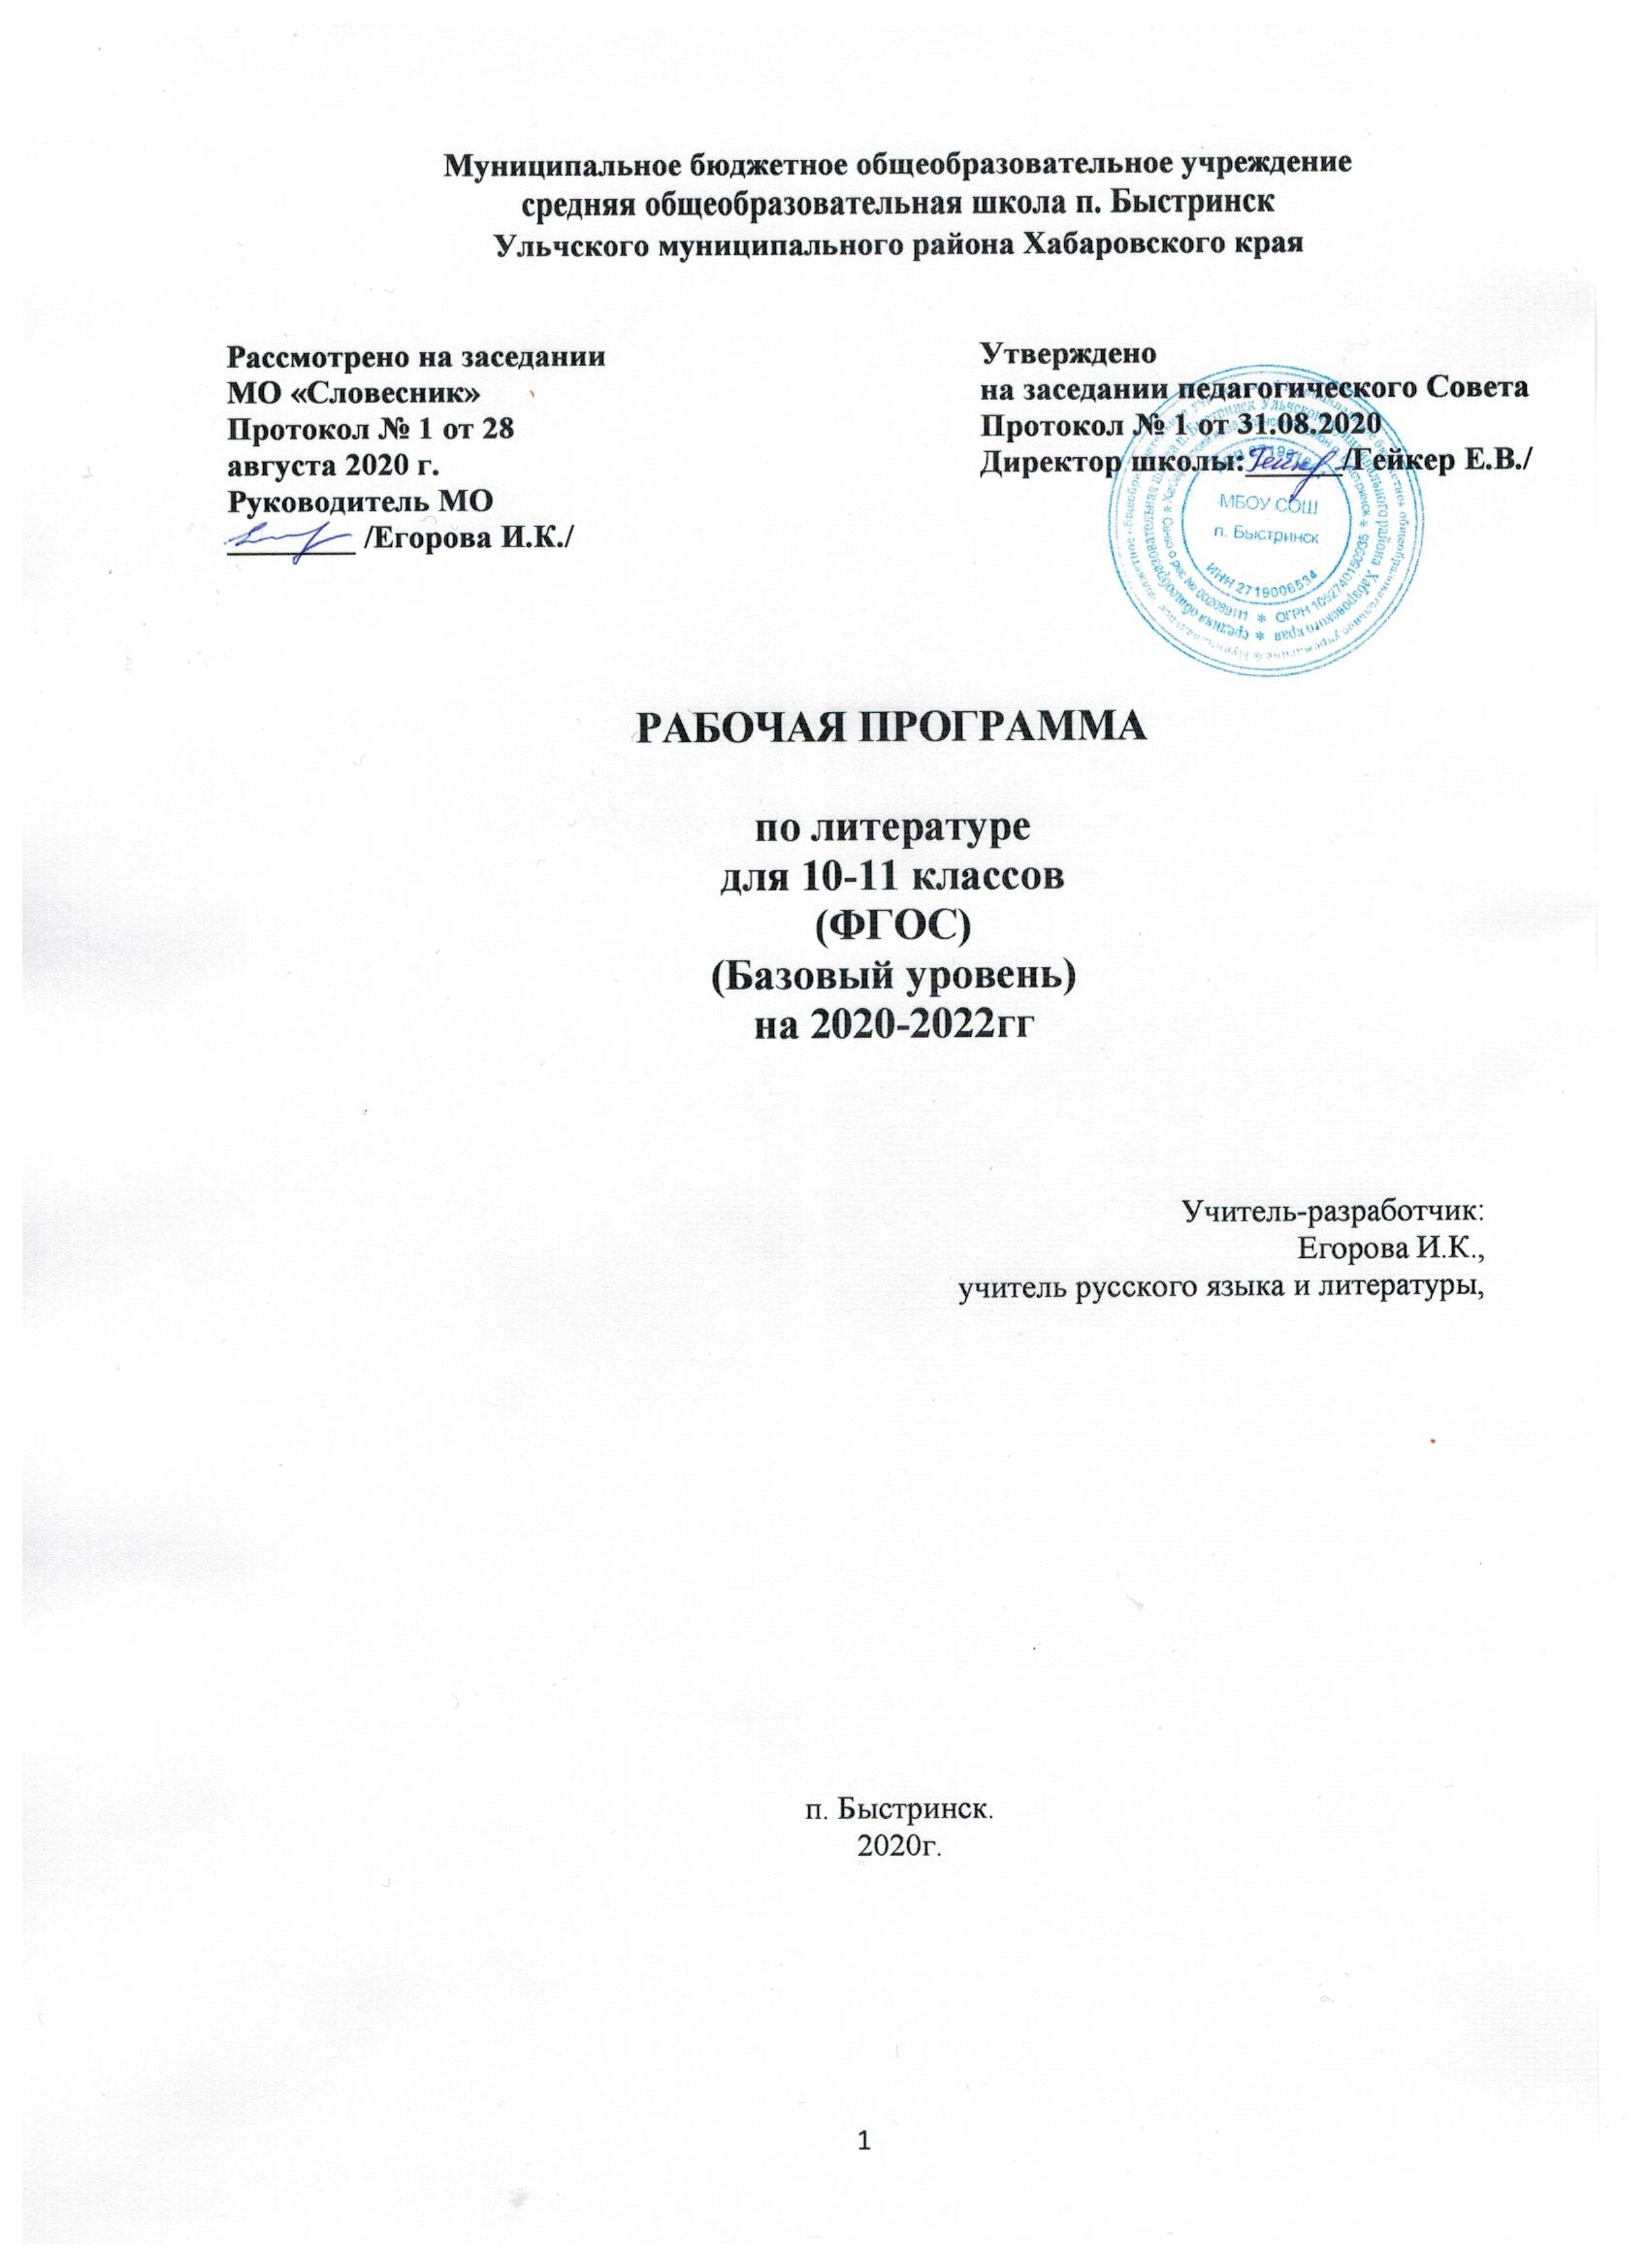 Муниципальное бюджетное общеобразовательное учреждение
средняя общеобразовательная школа п. Быстринск
Ульчского муниципального района Хабаровского края
Рассмотрено на заседании
МО «Словесник»
Протокол № 1 от 28
августа 2020 г.
Руководитель МО
/Егорова И.К./
Утверждено
на заседании педагогического Совета
Протокол № 1 от 31.08.2020
Директор школы: /Гейкер Е.В./
МБОУ СОШ
п. Быстринск
ИНН 2719006534
РАБОЧАЯ ПРОГРАММА
по литературе
для 10-11 классов
(ФГОС)
(Базовый уровень)
на 2020-2022гг
Учитель-разработчик:
Егорова И.К.,
учитель русского языка и литературы,
п. Быстринск.
2020г.
1